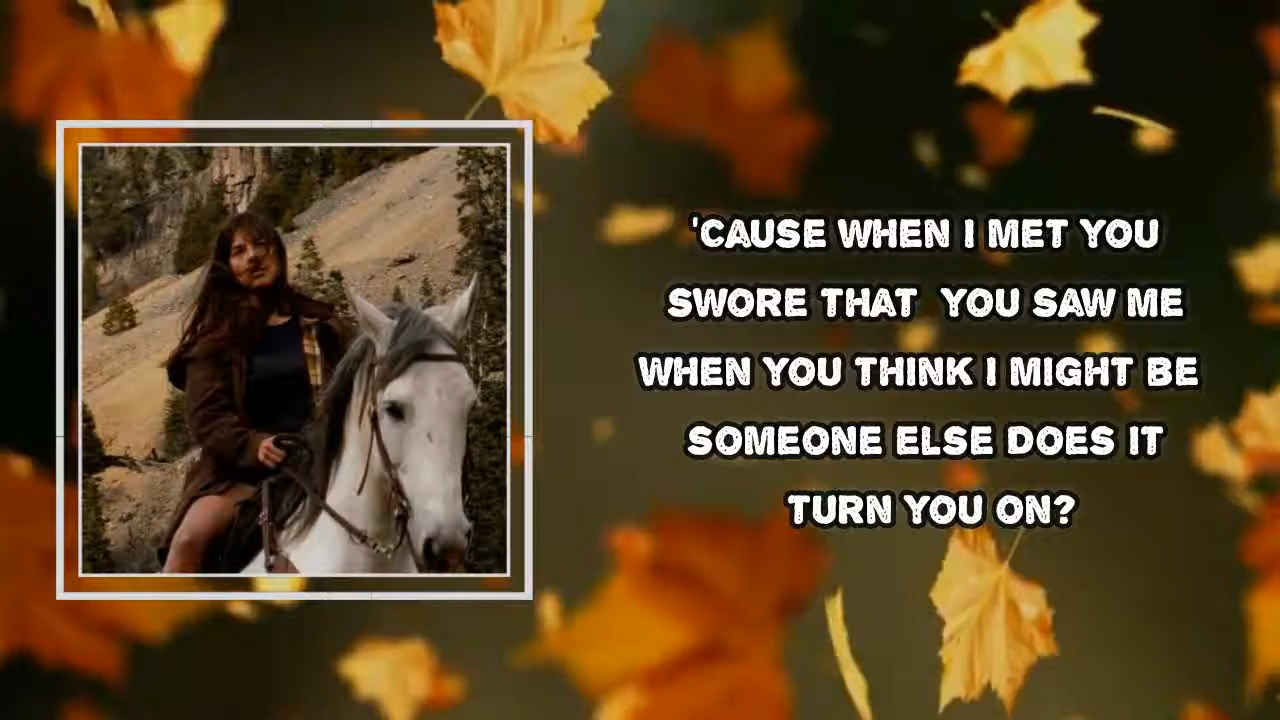 'CAUSE WHEN I MET YOU
SWORE THAT YOU SAW ME
WHEN YOU THINK I MIGHT BE
SOMEONE ELSE DOES IT
TURN YOU ON?